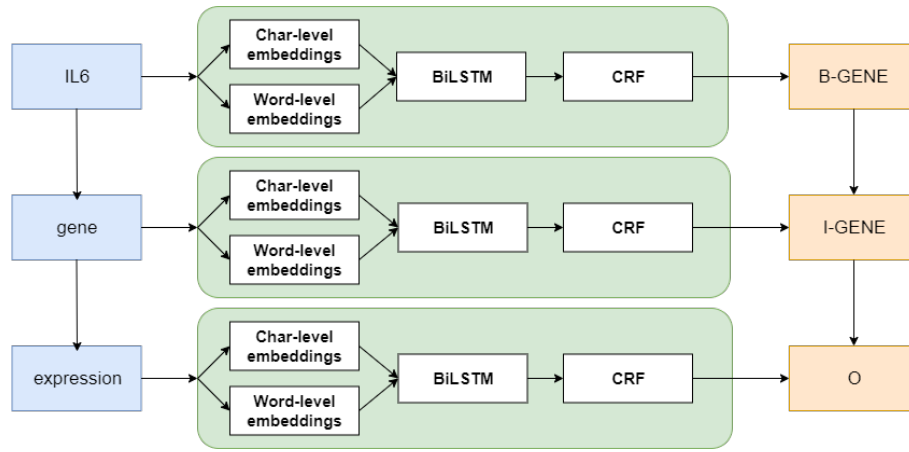 IL6
Char-level
embeddings
Word-level
embeddings
BiLSTM
CRF
B-GENE
gene
Char-level
embeddings
Word-level
embeddings
BiLSTM
CRF
I-GENE
expression
Char-level
embeddings
Word-level
embeddings
BiLSTM
CRF
O